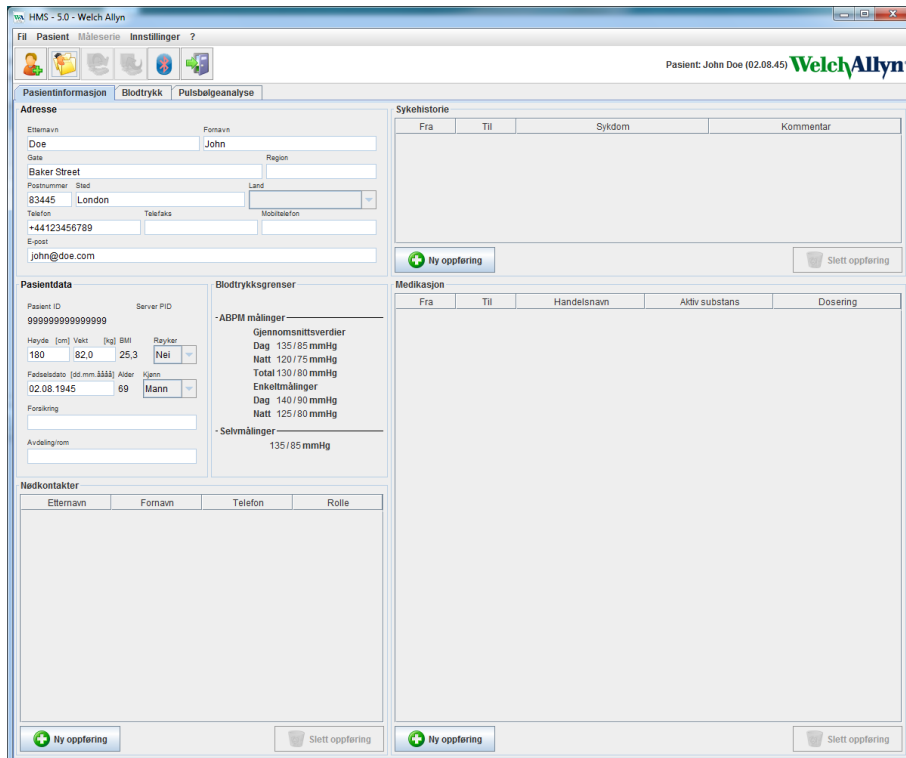 HMS - 5.0 - Welch Allyn
Fil Pasient Måleserie Innstillinger ?
Pasient: John Doe (02.08.45) WelchAllyn
Pasientinformasjon Blodtrykk Pulsbølgeanalyse
Adresse
Etternavn Fornavn
Doe John
Gate Region
Baker Street
Postnummer Sted Land
83445 London
Telefon Telefaks Mobiltelefon
+44123456789
E-post
john@doe.com
Sykehistorie
Fra Til Sykdom Kommentar
Ny oppføring Slett oppføring
Pasientdata
Pasient ID Server PID
999999999999999
Høyde [cm] Vekt [kg] BMI Røyker
180 82,0 25,3 Nei
Fødselsdato [dd.mm.åååå] Alder Kjønn
02.08.1945 69 Mann
Forsikring
Avdeling/rom
Blodtrykksgrenser
- ABPM målinger
Gjennomsnittsverdier
Dag 135 / 85 mmHg
Natt 120 / 75 mmHg
Total 130 / 80 mmHg
Enkeltmålinger
Dag 140 / 90 mmHg
Natt 125 / 80 mmHg
- Selvmålinger
135 / 85 mmHg
Medikasjon
Fra Til Handelsnavn Aktiv substans Dosering
Nødkontakter
Etternavn Fornavn Telefon Rolle
Ny oppføring Slett oppføring
Ny oppføring Slett oppføring